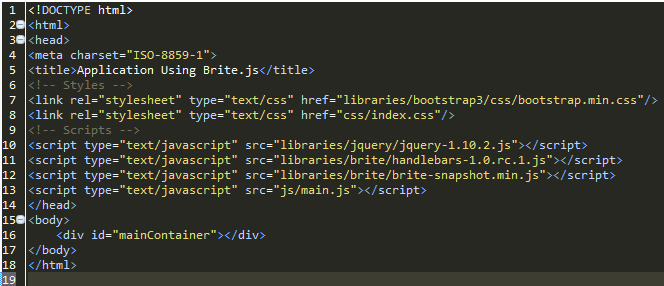 1 <!DOCTYPE html>
2 <html>
3 <head>
4 <meta charset="ISO-8859-1">
5 <title>Application Using Brite.js</title>
6 <!-- Styles -->
7 <link rel="stylesheet" type="text/css" href="libraries/bootstrap3/css/bootstrap.min.css"/>
8 <link rel="stylesheet" type="text/css" href="css/index.css"/>
9 <!-- Scripts -->
10 <script type="text/javascript" src="libraries/jquery/jquery-1.10.2.js"></script>
11 <script type="text/javascript" src="libraries/brite/handlebars-1.0.rc.1.js"></script>
12 <script type="text/javascript" src="libraries/brite/brite-snapshot.min.js"></script>
13 <script type="text/javascript" src="js/main.js"></script>
14 </head>
15 <body>
16     <div id="mainContainer"></div>
17 </body>
18 </html>
19